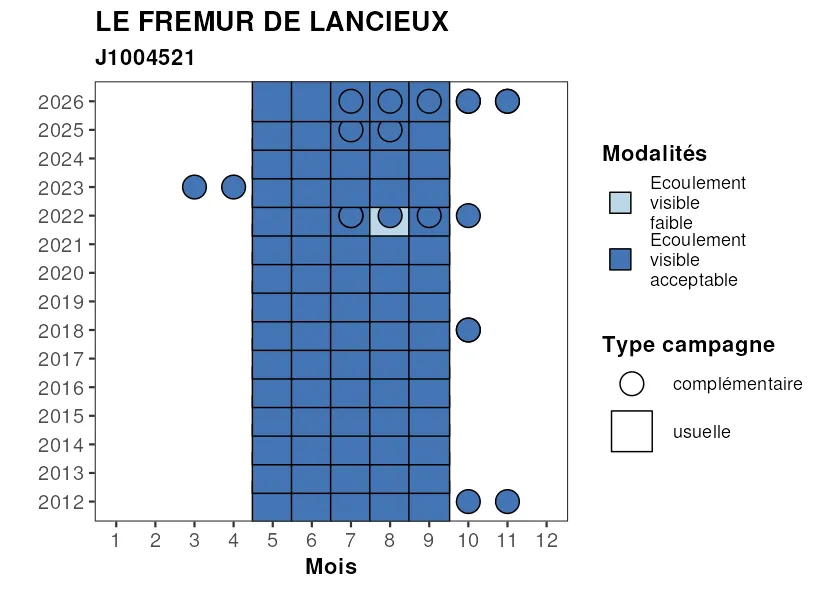 LE FREMUR DE LANCIEUX
J1004521
2026
2025
2024
2023
2022
2021
2020
2019
2018
2017
2016
2015
2014
2013
2012
1 2 3 4 5 6 7 8 9 10 11 12
Mois
Modalités
Ecoulement
visible
faible
Ecoulement
visible
acceptable
Type campagne
complémentaire
usuelle